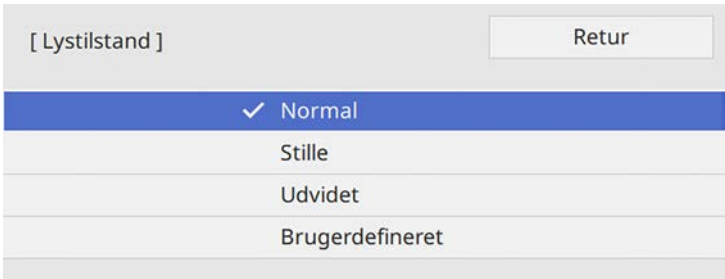 [ Lystilstand ]
Retur
Normal
Stille
Udvidet
Brugerdefineret